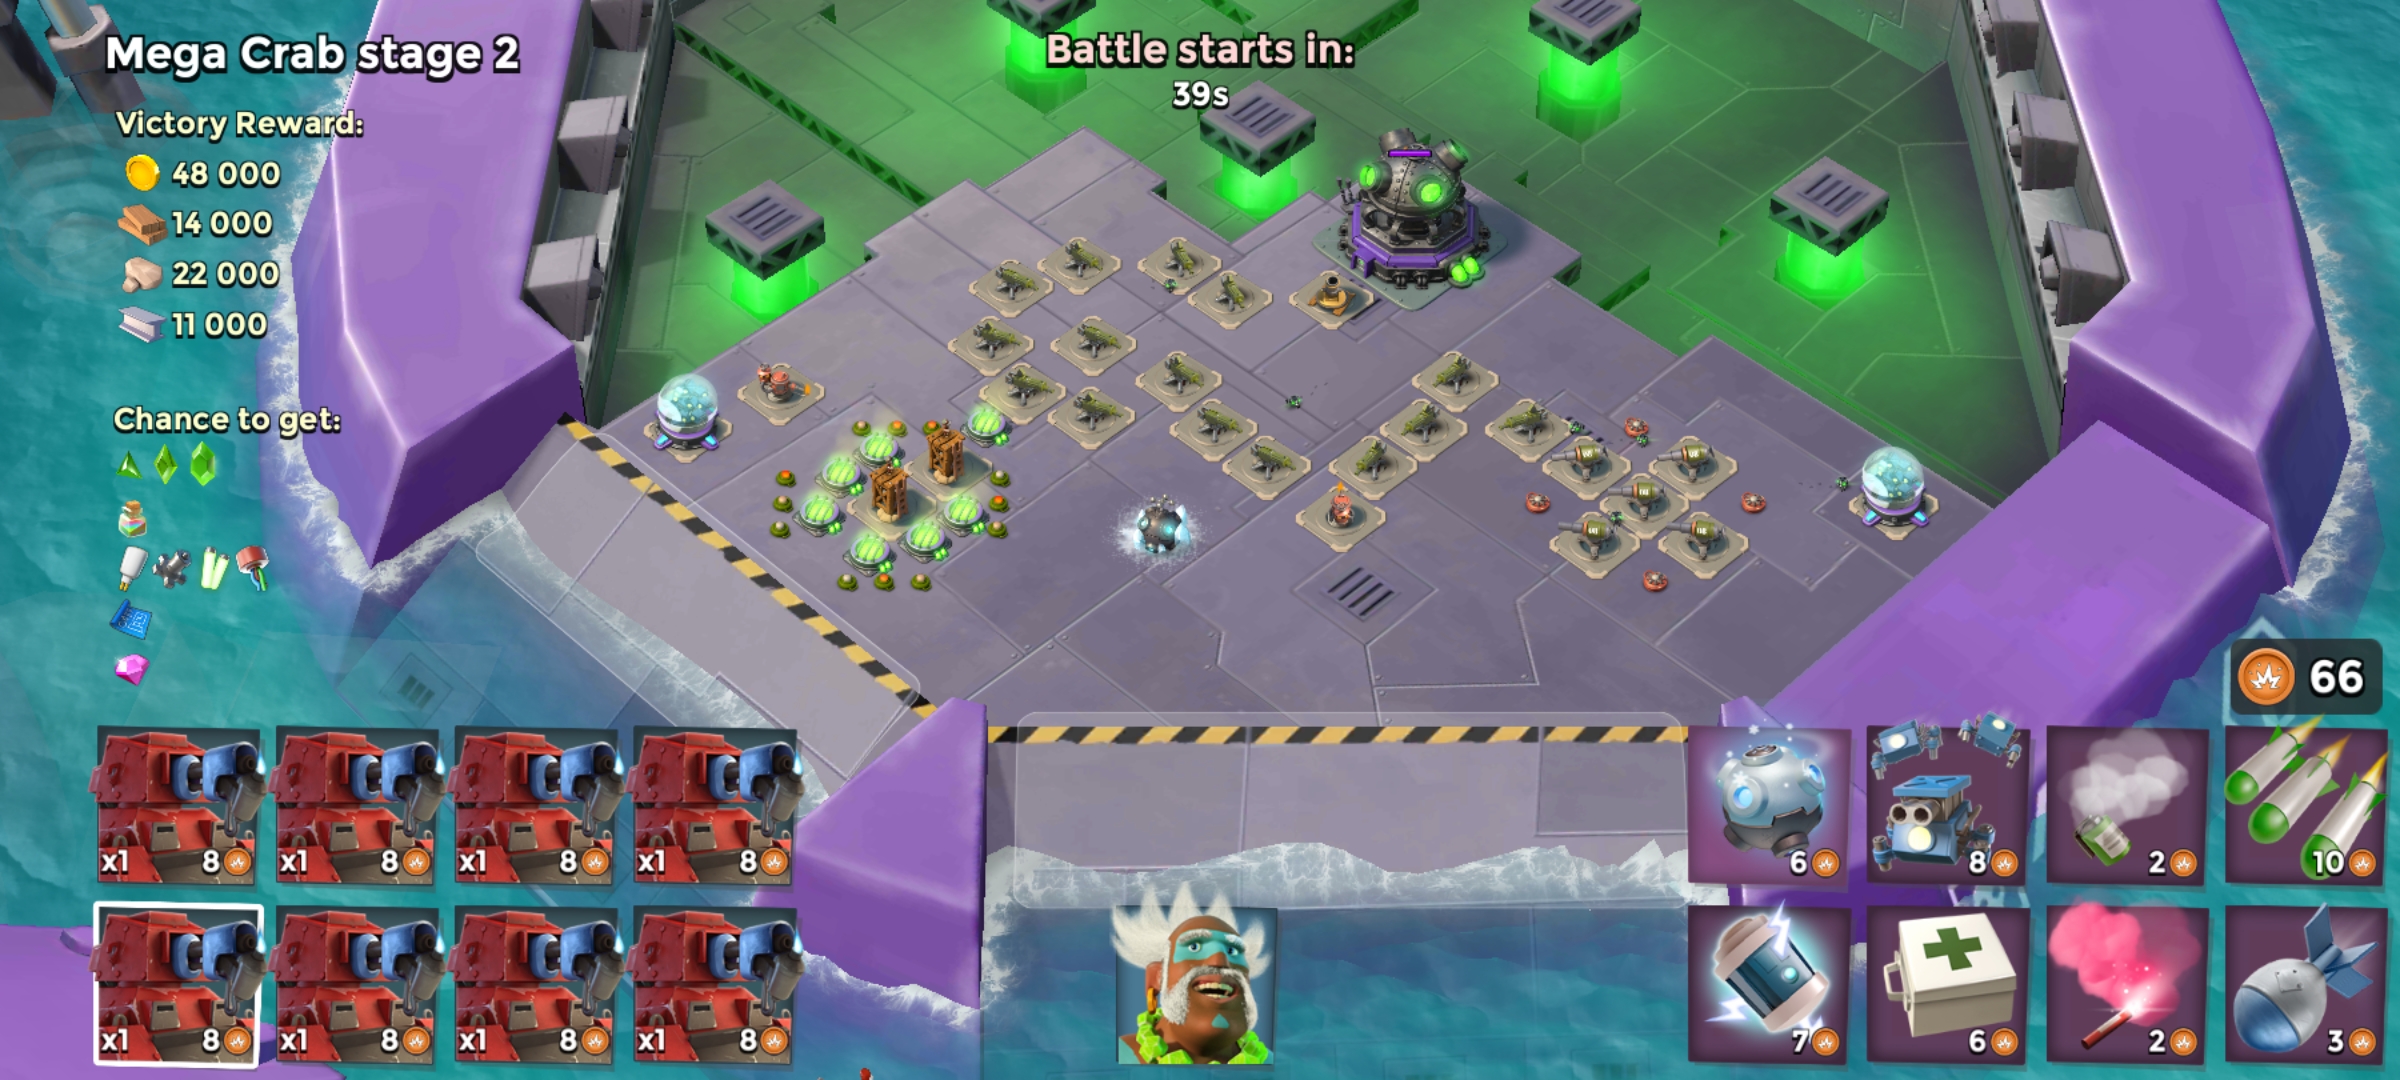 Mega Crab stage 2
Battle starts in:
39s
Victory Reward:
48 000
14 000
22 000
11 000
Chance to get:
66
x1 8
x1 8
x1 8
x1 8
6
8
2
10
x1 8
x1 8
x1 8
x1 8
7
6
2
3